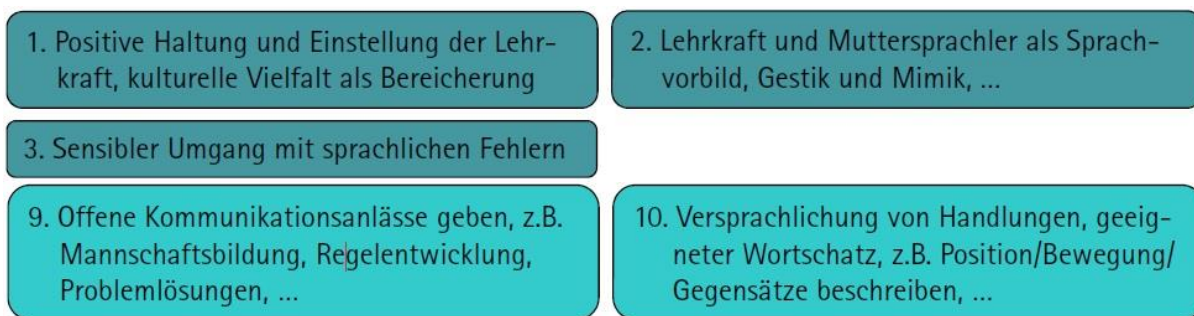 1. Positive Haltung und Einstellung der Lehr-
kraft, kulturelle Vielfalt als Bereicherung
2. Lehrkraft und Muttersprachler als Sprach-
vorbild, Gestik und Mimik, ...
3. Sensibler Umgang mit sprachlichen Fehlern
9. Offene Kommunikationsanlässe geben, z.B.
Mannschaftsbildung, Regelentwicklung,
Problemlösungen, ...
10. Versprachlichung von Handlungen, geeig-
neter Wortschatz, z.B. Position/Bewegung/
Gegensätze beschreiben, ...